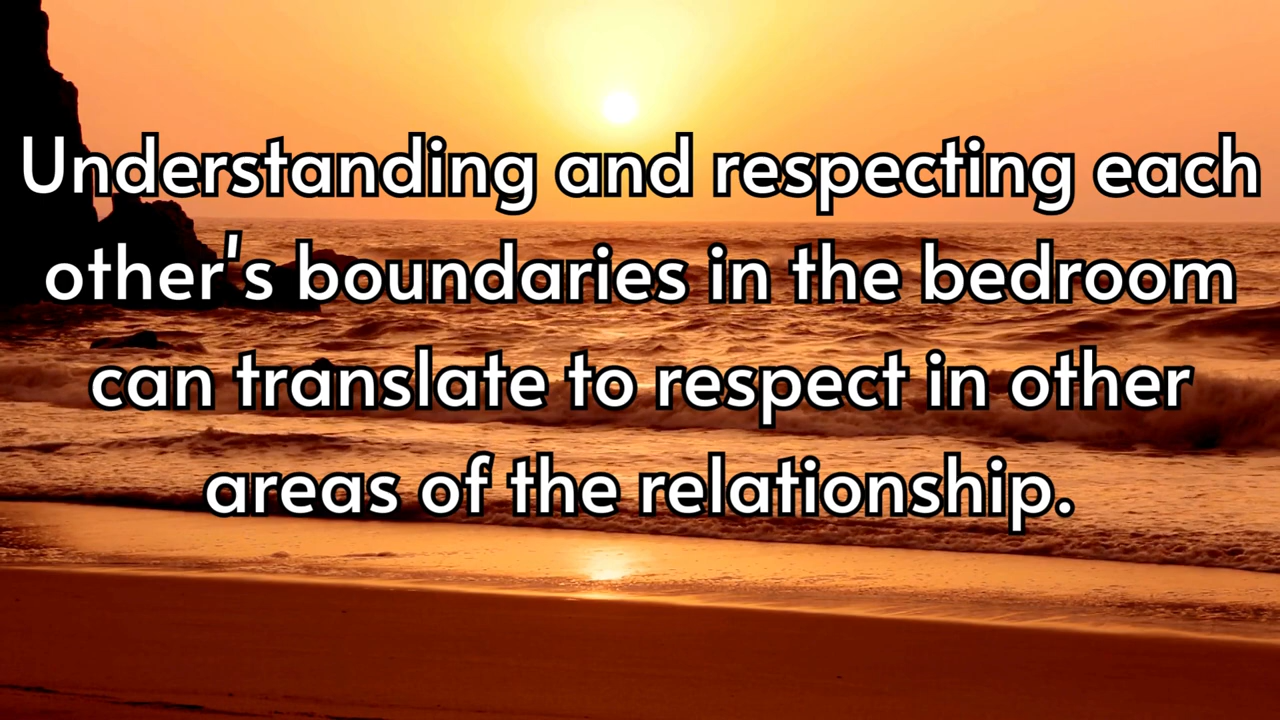 Understanding and respecting each
other's boundaries in the bedroom
can translate to respect in other
areas of the relationship.